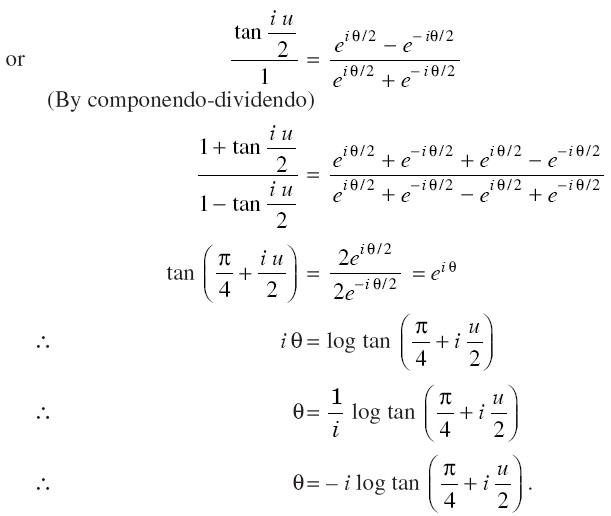 or tan(i u/2)/1 = (e^{iθ/2} − e^{−iθ/2})/(e^{iθ/2} + e^{−iθ/2})
(By componendo-dividendo)
(1 + tan(i u/2))/(1 − tan(i u/2)) = (e^{iθ/2} + e^{−iθ/2} + e^{iθ/2} − e^{−iθ/2})/(e^{iθ/2} + e^{−iθ/2} − e^{iθ/2} + e^{−iθ/2})
tan (π/4 + i u/2) = 2e^{iθ/2}/2e^{−iθ/2} = e^{iθ}
∴ iθ = log tan (π/4 + i u/2)
∴ θ = 1/i log tan (π/4 + i u/2)
∴ θ = − i log tan (π/4 + i u/2).